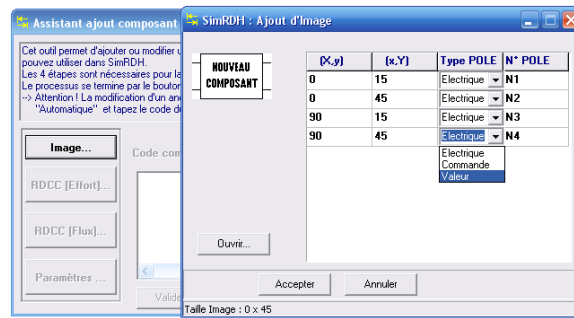 Assistant ajout composant
Cet outil permet d'ajouter ou modifier
pouvez utiliser dans SimRDH.
Les 4 étapes sont nécessaires pour la
Le processus se termine par le bouton
--> Attention ! La modification d'un
"Automatique" et tapez le code
Image...
Code
RDCC [Effort]...
RDCC [Flux]...
Paramètres ...
SimRDH : Ajout d'Image
NOUVEAU
COMPOSANT
(X,y) (x,Y) Type POLE N° POLE
0 15 Electrique N1
0 45 Electrique N2
90 15 Electrique N3
90 45 Electrique N4
Electrique
Commande
Valeur
Ouvrir...
Accepter Annuler
Taille Image : 0 x 45